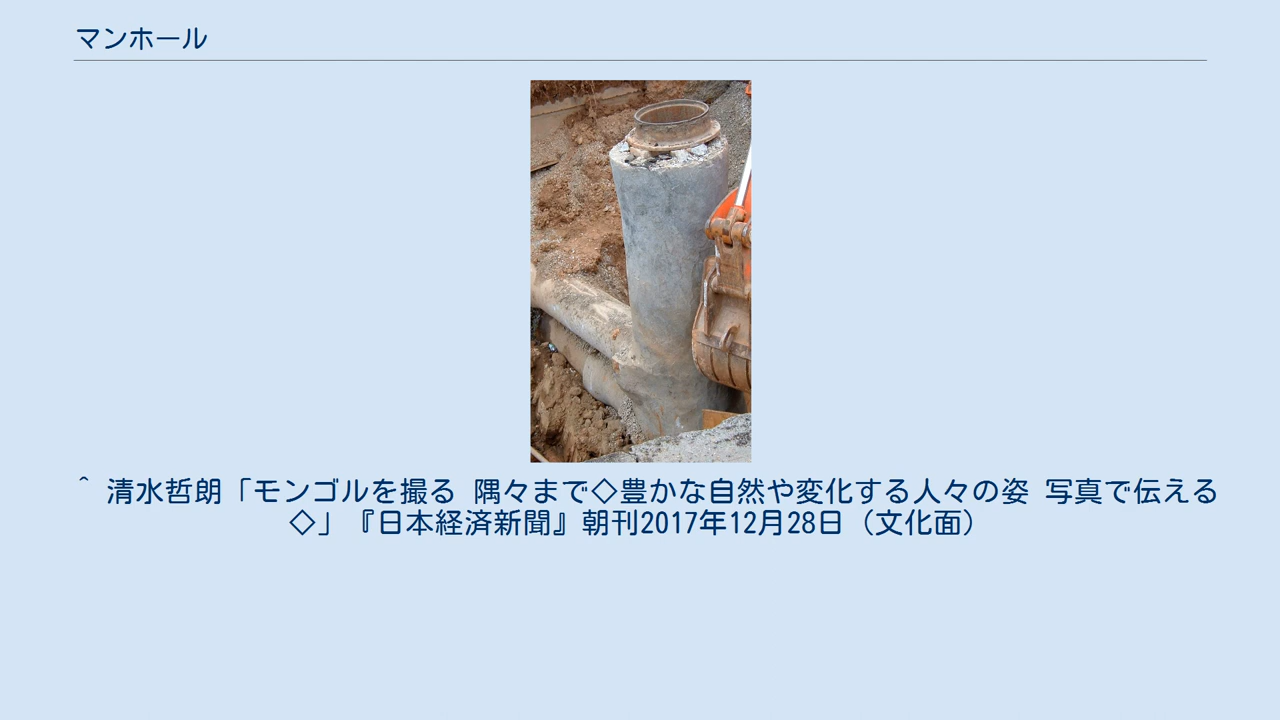 マンホール
^ 清水哲朗「モンゴルを撮る 隅々まで◇豊かな自然や変化する人々の姿 写真で伝える
◇」『日本経済新聞』朝刊2017年12月28日（文化面）